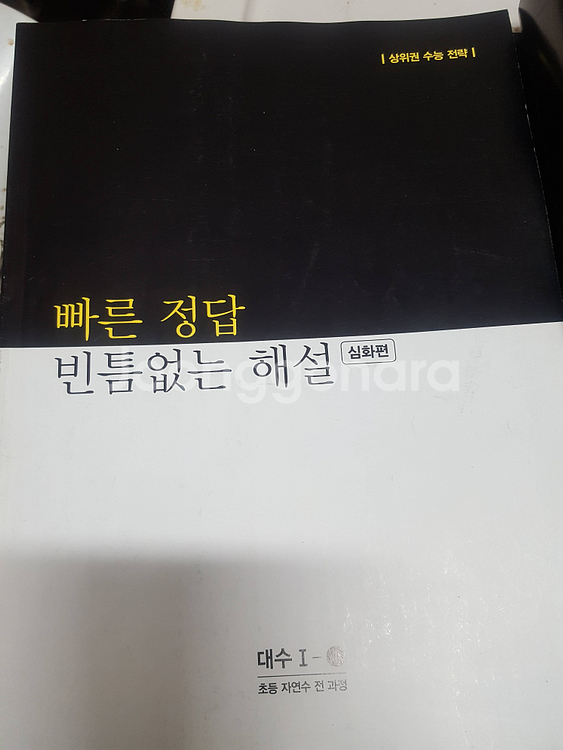 | 상위권 수능 전략 |
빠른 정답
빈틈없는 해설 심화편
대수 I -
초등 자연수 전 과정